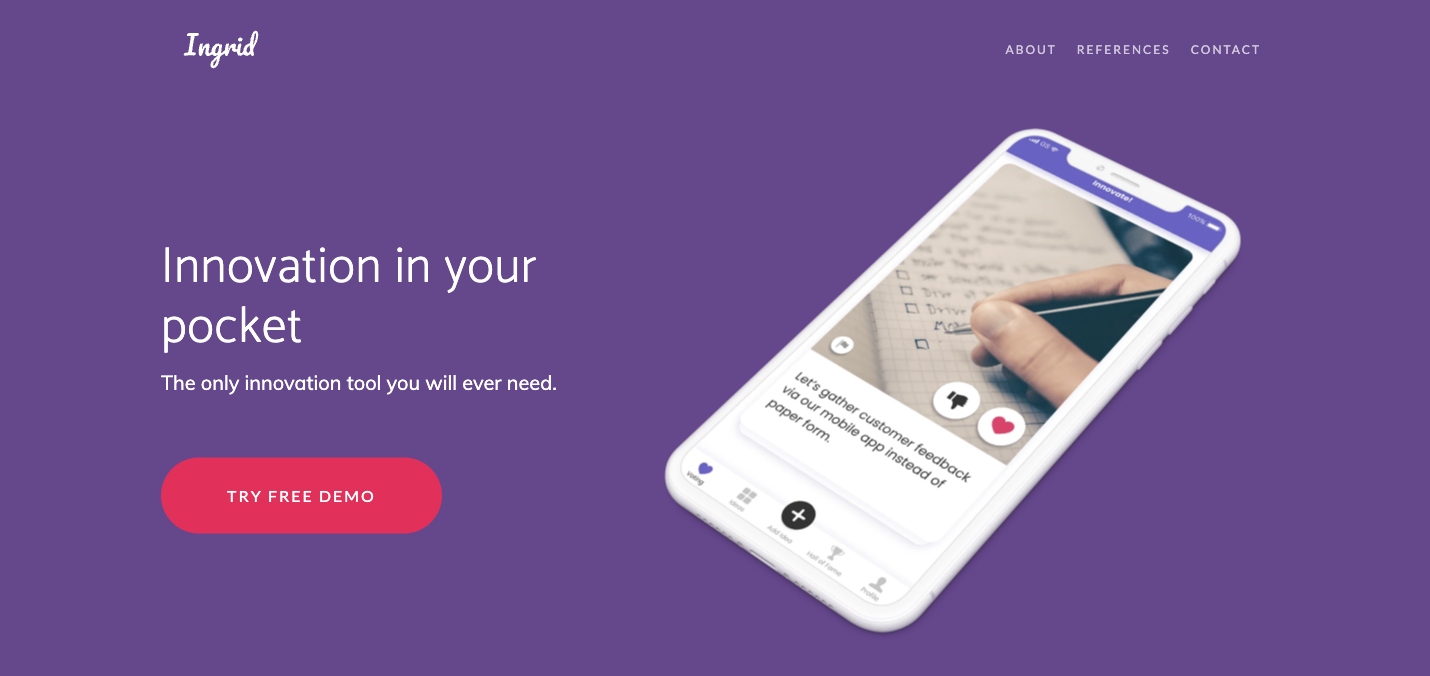 Ingrid
ABOUT REFERENCES CONTACT
Innovation in your
pocket
The only innovation tool you will ever need.
TRY FREE DEMO
Innovate!
100%
Let's gather customer feedback
via our mobile app instead of
paper form.
Voting
Ideas
Add Idea
Hall of Fame
Profile